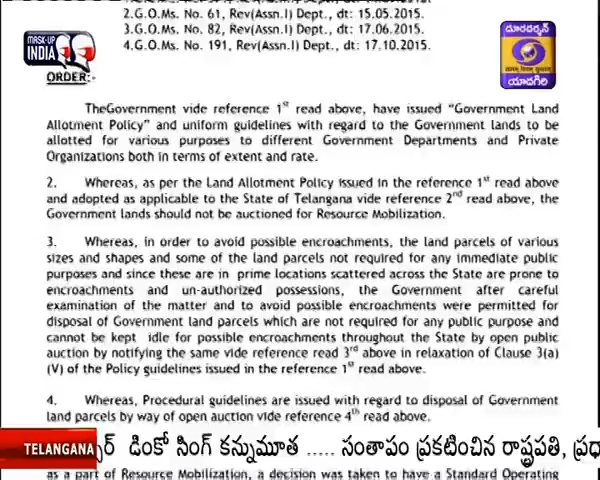 2.G.O.Ms. No. 61, Rev(Assn.I) Dept., dt: 15.05.2015.
3.G.O.Ms. No. 82, Rev(Assn.I) Dept., dt: 17.06.2015.
4.G.O.Ms. No. 191, Rev(Assn.I) Dept., dt: 17.10.2015.
MASK-UP
INDIA
దూరదర్శన్
యాదగిరి
ORDER:-
TheGovernment vide reference 1st read above, have issued "Government Land
Allotment Policy" and uniform guidelines with regard to the Government lands to be
allotted for various purposes to different Government Departments and Private
Organizations both in terms of extent and rate.
2. Whereas, as per the Land Allotment Policy issued in the reference 1st read above
and adopted as applicable to the State of Telangana vide reference 2nd read above, the
Government lands should not be auctioned for Resource Mobilization.
3. Whereas, in order to avoid possible encroachments, the land parcels of various
sizes and shapes and some of the land parcels not required for any immediate public
purposes and since these are in prime locations scattered across the State are prone to
encroachments and un-authorized possessions, the Government after careful
examination of the matter and to avoid possible encroachments were permitted for
disposal of Government land parcels which are not required for any public purpose and
cannot be kept idle for possible encroachments throughout the State by open public
auction by notifying the same vide reference read 3rd above in relaxation of Clause 3(a)
(V) of the Policy guidelines issued in the reference 1st read above.
4. Whereas, Procedural guidelines are issued with regard to disposal of Government
land parcels by way of open auction vide reference 4th read above.
TELANGANA డింకో సింగ్ కన్నుమూత ..... సంతాపం ప్రకటించిన రాష్ట్రపతి,
as a part of Resource Mobilization, a decision was taken to have a Standard Operating